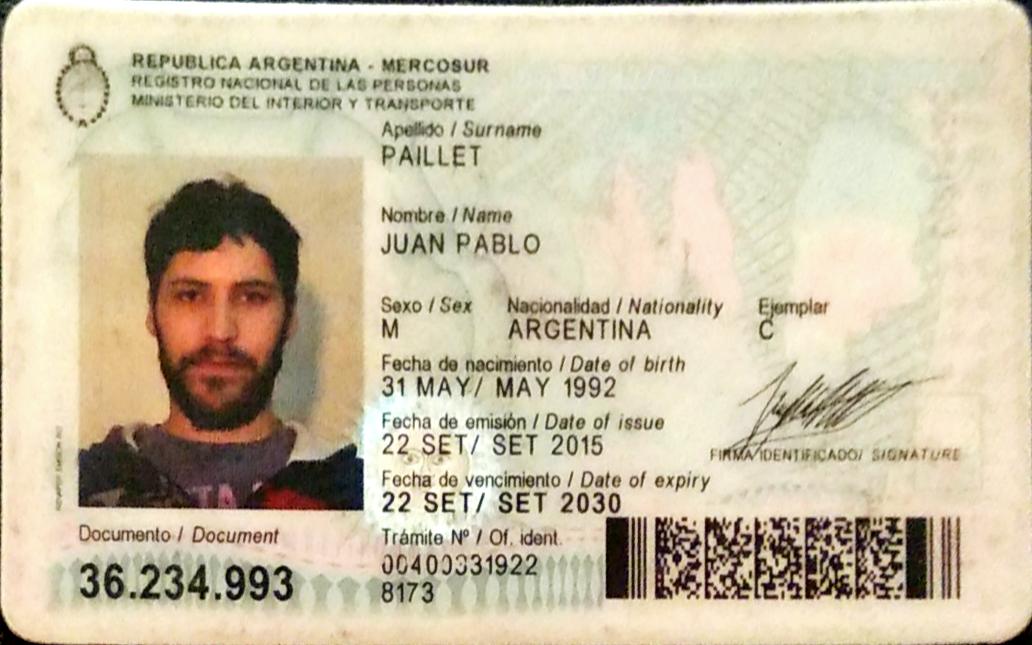 REPUBLICA ARGENTINA - MERCOSUR
REGISTRO NACIONAL DE LAS PERSONAS
MINISTERIO DEL INTERIOR Y TRANSPORTE
Apellido / Surname
PAILLET
Nombre / Name
JUAN PABLO
Sexo / Sex Nacionalidad / Nationality Ejemplar
M ARGENTINA C
Fecha de nacimiento / Date of birth
31 MAY/ MAY 1992
Fecha de emisión / Date of issue
22 SET/ SET 2015
FIRMA IDENTIFICADO/ SIGNATURE
Fecha de vencimiento / Date of expiry
22 SET/ SET 2030
Documento / Document
36.234.993
Trámite Nº / Of. ident.
00400331922
8173